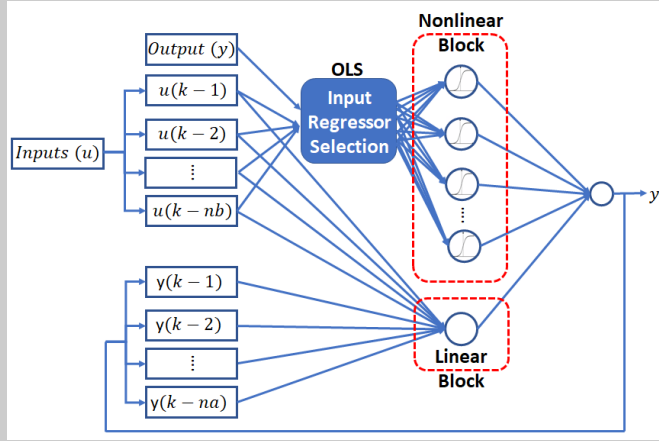 Output (y)
u(k − 1)
u(k − 2)
⋮
u(k − nb)
Inputs (u)
OLS
Input
Regressor
Selection
Nonlinear
Block
⋮
y
y(k − 1)
y(k − 2)
⋮
y(k − na)
Linear
Block